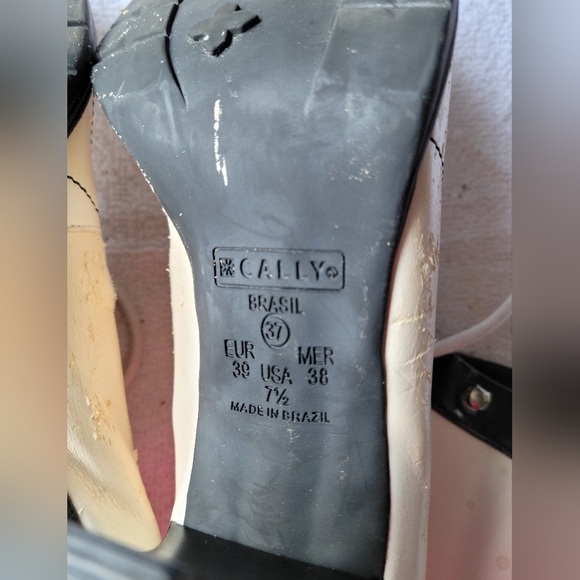 CALLY
BRASIL
37
EUR MER
39 USA 38
7½
MADE IN BRAZIL